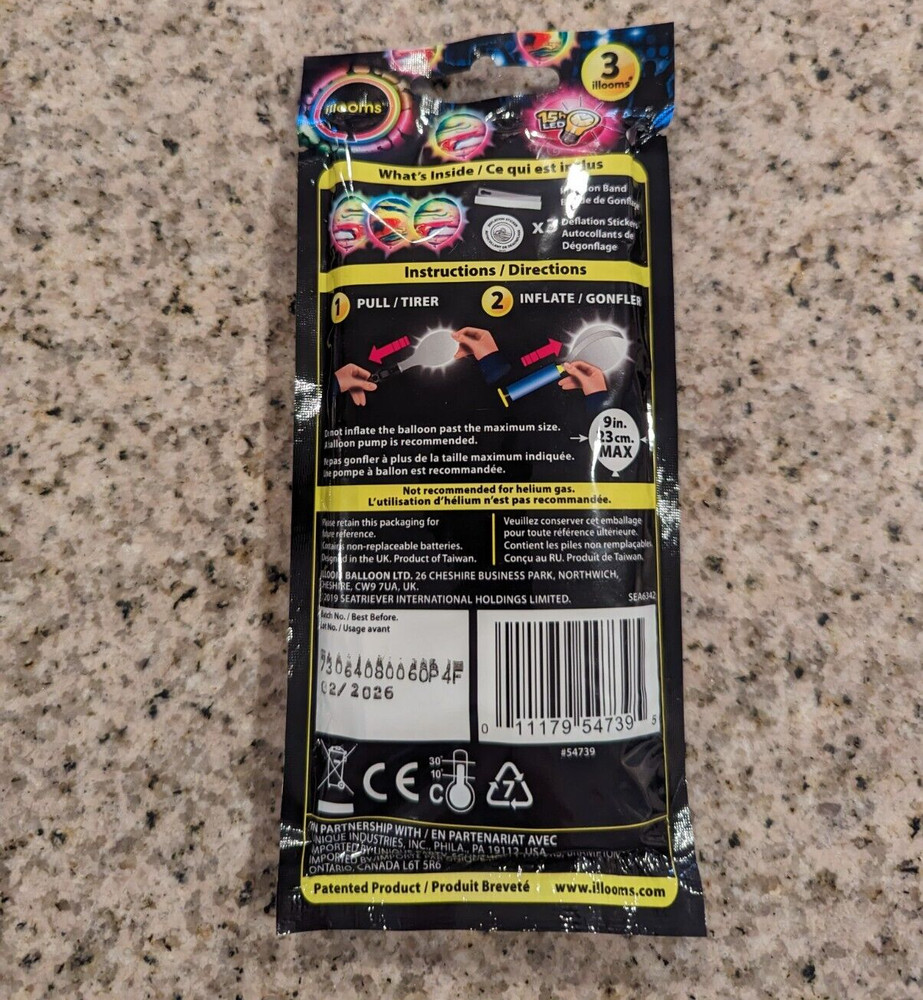 3
illooms®
illooms®
15h
LED
What's Inside / Ce qui est inclus
Band
de Gonflage
x3
Deflation Stickers
Autocollants de
Dégonflage
Instructions / Directions
1 PULL / TIRER
2 INFLATE / GONFLER
Do not inflate the balloon past the maximum size.
A balloon pump is recommended.
Ne pas gonfler à plus de la taille maximum indiquée.
Une pompe à ballon est recommandée.
9in.
23cm.
MAX
Not recommended for helium gas.
L'utilisation d'hélium n'est pas recommandée.
Please retain this packaging for
future reference.
Contains non-replaceable batteries.
Designed in the UK. Product of Taiwan.
Veuillez conserver cet emballage
pour toute référence ultérieure.
Contient les piles non remplaçables.
Conçu au RU. Produit de Taiwan.
ILLOOM BALLOON LTD. 26 CHESHIRE BUSINESS PARK, NORTHWICH,
CHESHIRE, CW9 7UA, UK.
2019 SEATRIEVER INTERNATIONAL HOLDINGS LIMITED.
SEA6342
Batch No. / Best Before.
Lot No. / Usage avant
02/2026
0 11179 54739 5
#54739
CE
30°
10°
C
7
IN PARTNERSHIP WITH / EN PARTENARIAT AVEC
UNIQUE INDUSTRIES, INC., PHILA., PA 19112, USA
ONTARIO, CANADA L6T 5R6
Patented Product / Produit Breveté
www.illooms.com